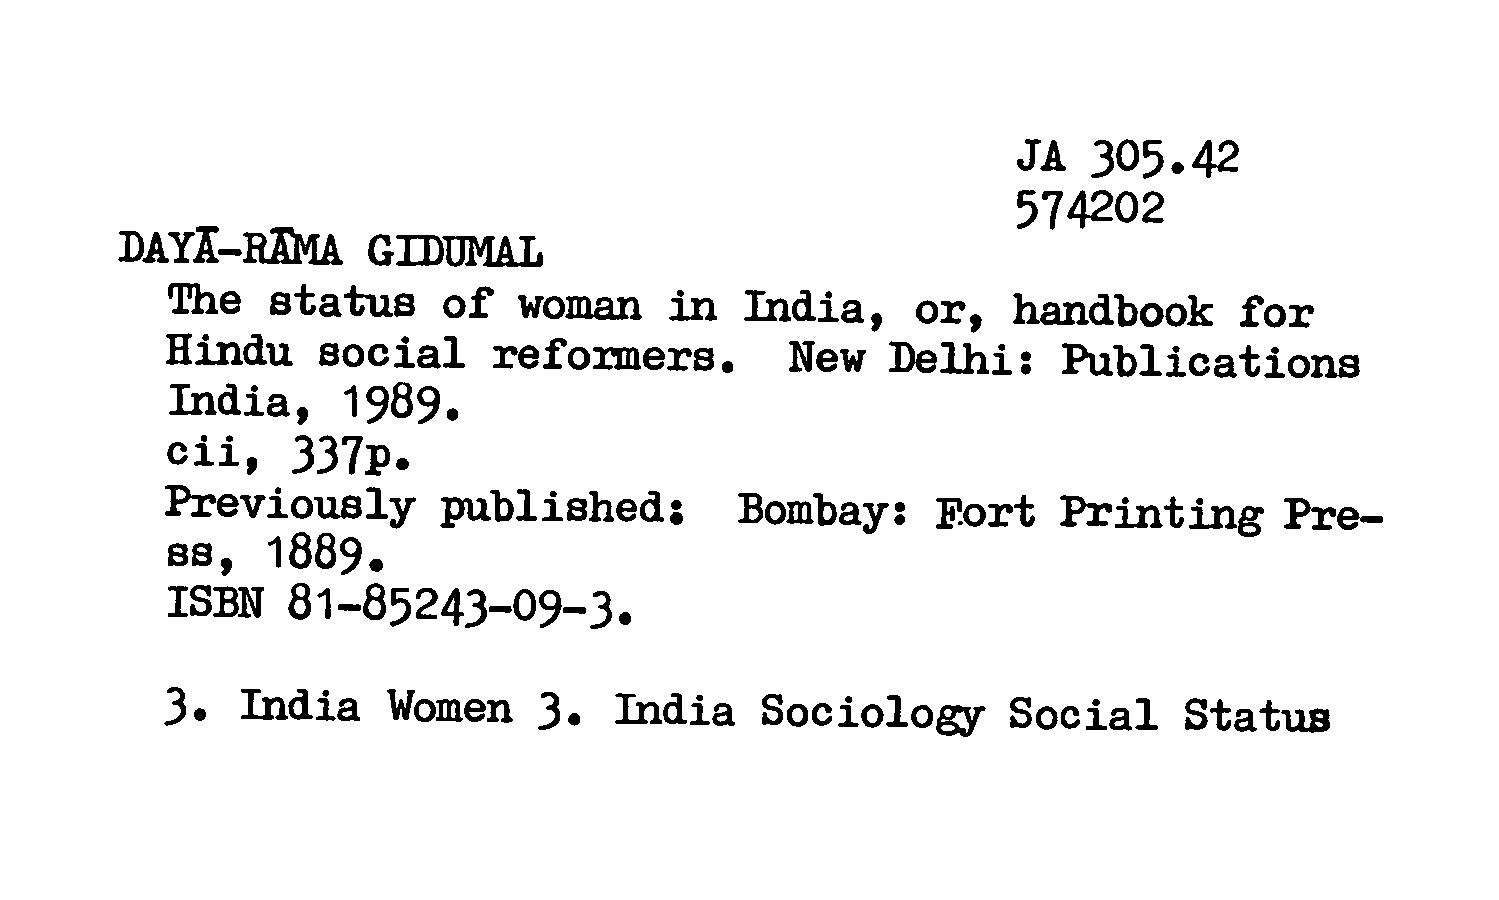 JA 305.42
574202
DAYĀ-RĀMA GIDUMAL
The status of woman in India, or, handbook for
Hindu social reformers. New Delhi: Publications
India, 1989.
cii, 337p.
Previously published: Bombay: Fort Printing Pre-
ss, 1889.
ISBN 81-85243-09-3.
3. India Women 3. India Sociology Social Status